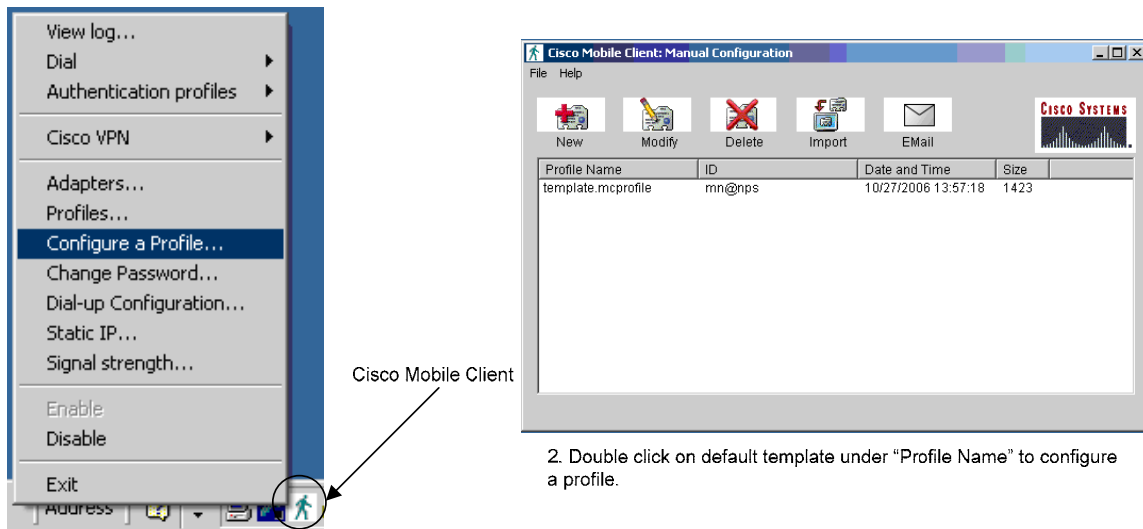 View log...
Dial
Authentication profiles
Cisco VPN
Adapters...
Profiles...
Configure a Profile...
Change Password...
Dial-up Configuration...
Static IP...
Signal strength...
Enable
Disable
Exit
Address
Cisco Mobile Client
Cisco Mobile Client: Manual Configuration
File Help
New Modify Delete Import EMail
CISCO SYSTEMS
Profile Name ID Date and Time Size
template.mcprofile mn@nps 10/27/2006 13:57:18 1423
2. Double click on default template under “Profile Name” to configure
a profile.